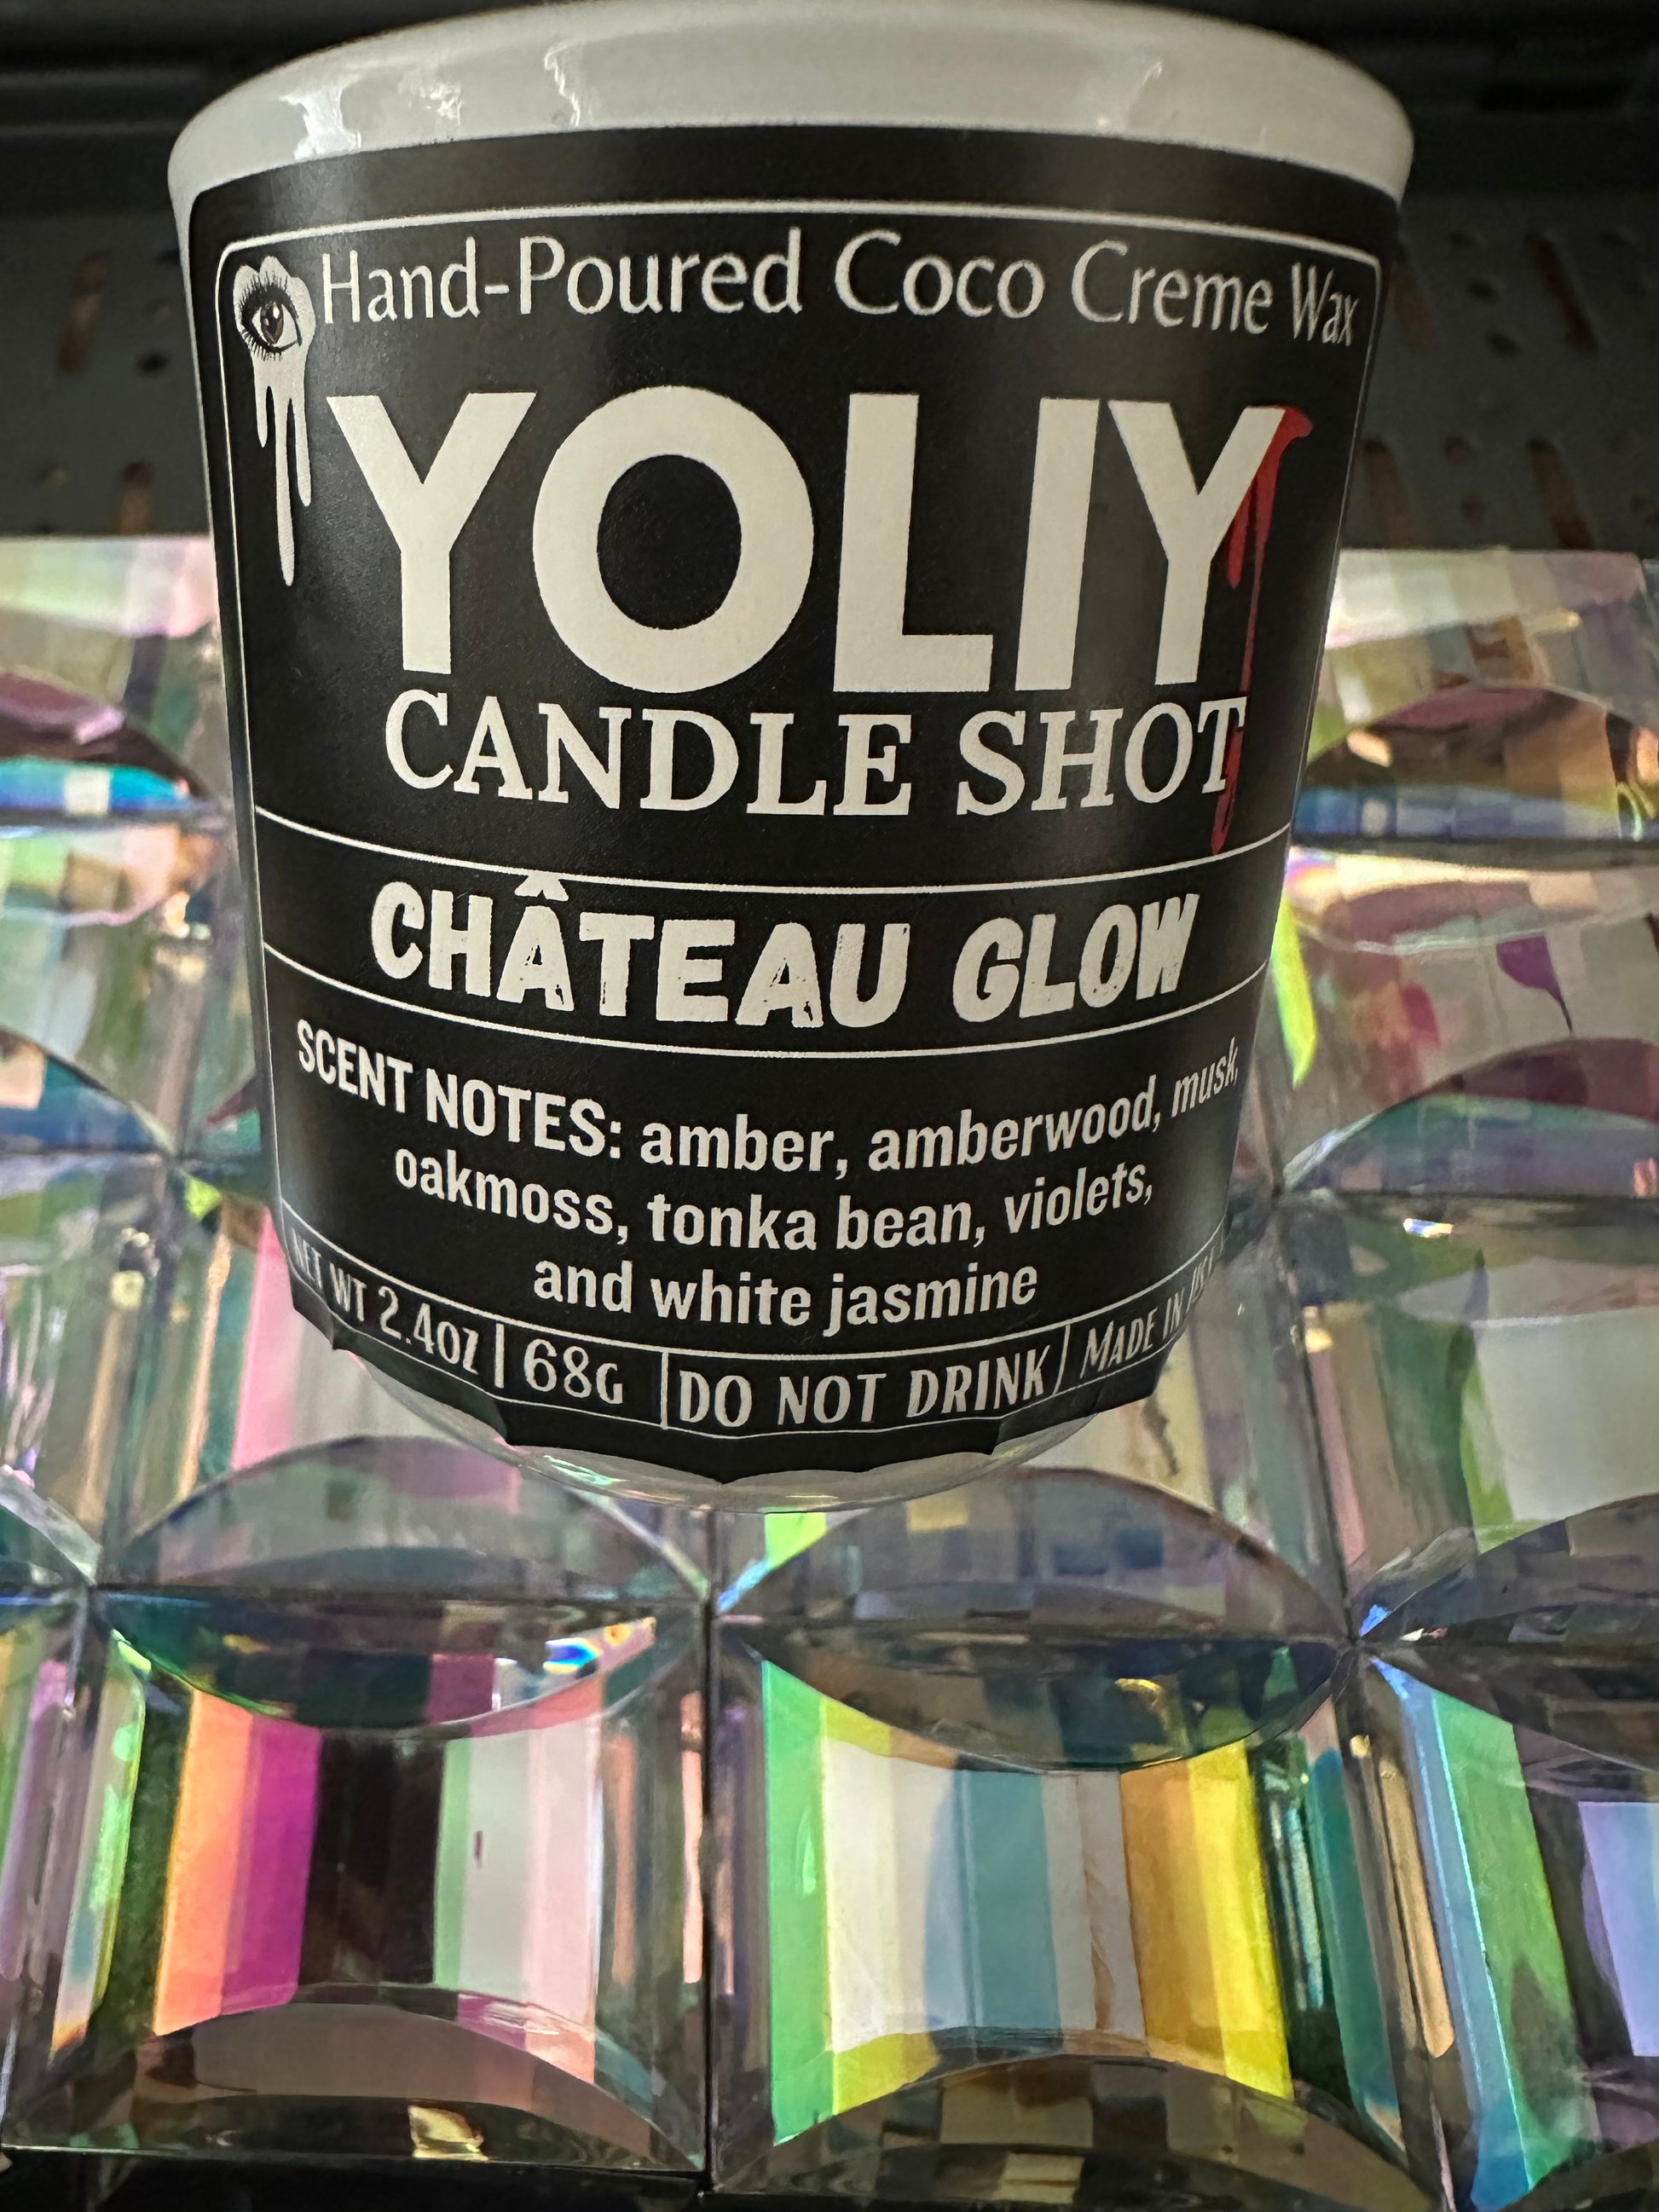 Hand-Poured Coco Creme Wax
YOLIY
CANDLE SHOT
CHÂTEAU GLOW
SCENT NOTES: amber, amberwood, musk,
oakmoss, tonka bean, violets,
and white jasmine
NET WT 2.4oz | 68G | DO NOT DRINK | MADE IN